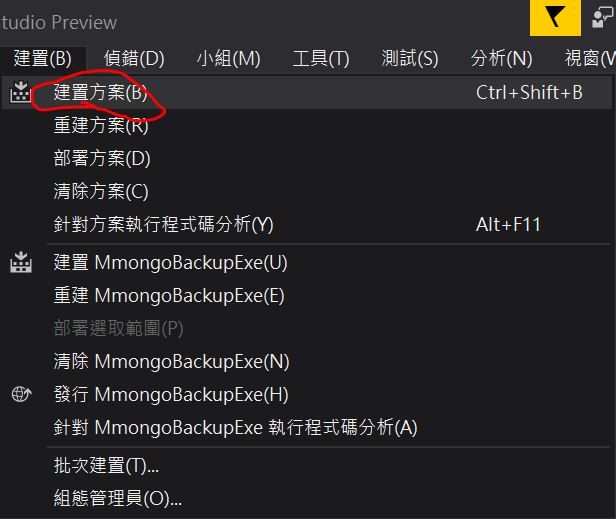 tudio Preview
建置(B) 偵錯(D) 小組(M) 工具(T) 測試(S) 分析(N) 視窗(W
建置方案(B) Ctrl+Shift+B
重建方案(R)
部署方案(D)
清除方案(C)
針對方案執行程式碼分析(Y) Alt+F11
建置 MmongoBackupExe(U)
重建 MmongoBackupExe(E)
部署選取範圍(P)
清除 MmongoBackupExe(N)
發行 MmongoBackupExe(H)
針對 MmongoBackupExe 執行程式碼分析(A)
批次建置(T)...
組態管理員(O)...